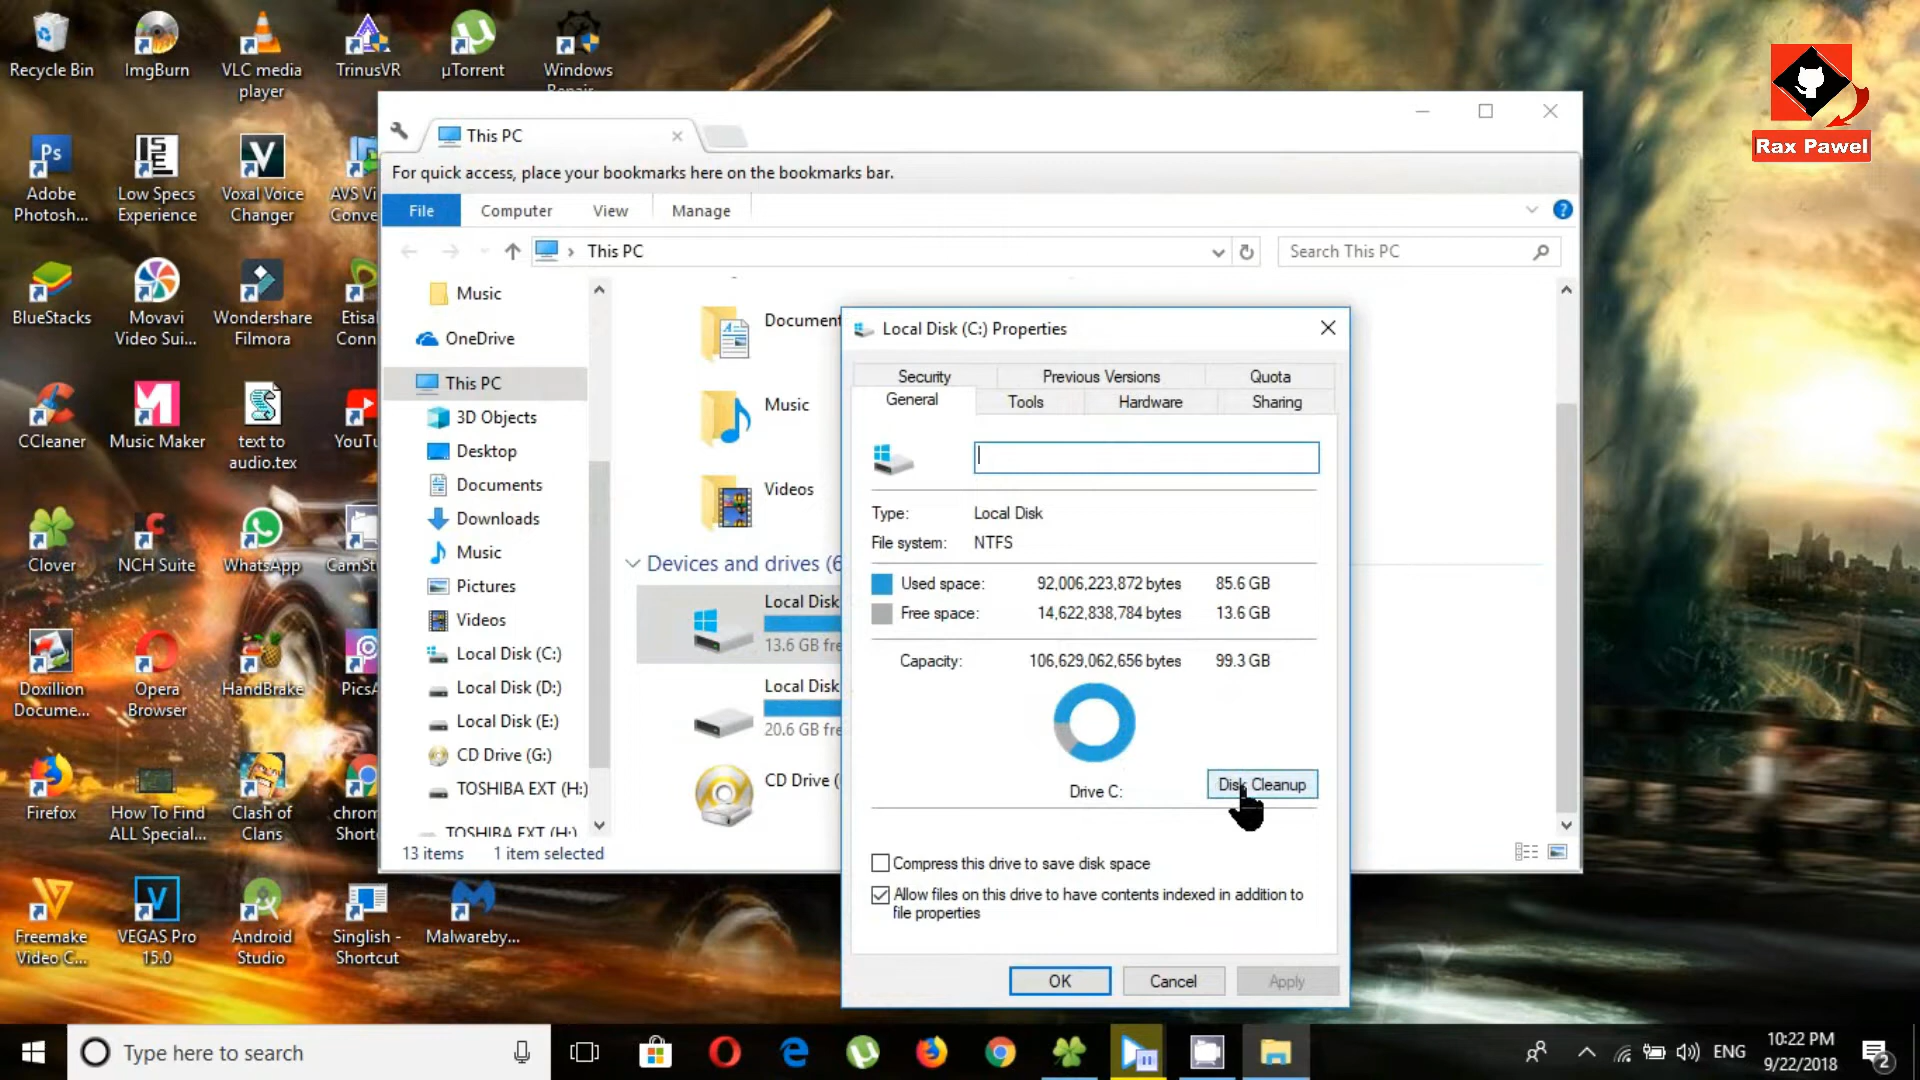 Recycle Bin
ImgBurn
VLC media
player
TrinusVR
µTorrent
Windows
Repair
Adobe
Photosh...
Low Specs
Experience
Voxal Voice
Changer
AVS Vi
Conve
BlueStacks
Movavi
Video Sui...
Wondershare
Filmora
Etisal
Conn
CCleaner
Music Maker
text to
audio.tex
YouTu
Clover
NCH Suite
WhatsApp
CamSt
Doxillion
Docume...
Opera
Browser
HandBrake
PicsA
Firefox
How To Find
ALL Special...
Clash of
Clans
chrom
Short
Freemake
Video C...
VEGAS Pro
15.0
Android
Studio
Singlish -
Shortcut
Malwareby...
Rax Pawel
This PC
For quick access, place your bookmarks here on the bookmarks bar.
File
Computer
View
Manage
This PC
Search This PC
Music
OneDrive
This PC
3D Objects
Desktop
Documents
Downloads
Music
Pictures
Videos
Local Disk (C:)
Local Disk (D:)
Local Disk (E:)
CD Drive (G:)
TOSHIBA EXT (H:)
TOSHIBA EXT (H:)
13 items
1 item selected
Document
Music
Videos
Devices and drives (6
Local Disk
13.6 GB fre
Local Disk
20.6 GB fre
CD Drive (
Local Disk (C:) Properties
Security
Previous Versions
Quota
General
Tools
Hardware
Sharing
Type: Local Disk
File system: NTFS
Used space: 92,006,223,872 bytes 85.6 GB
Free space: 14,622,838,784 bytes 13.6 GB
Capacity: 106,629,062,656 bytes 99.3 GB
Drive C:
Disk Cleanup
Compress this drive to save disk space
Allow files on this drive to have contents indexed in addition to
file properties
OK
Cancel
Apply
Type here to search
ENG
10:22 PM
9/22/2018
2